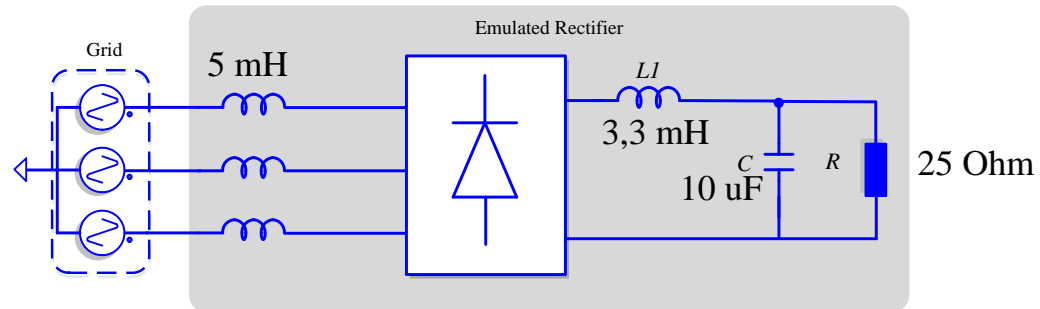 Emulated Rectifier
Grid
5 mH
L1
3,3 mH
C
10 uF
R
25 Ohm